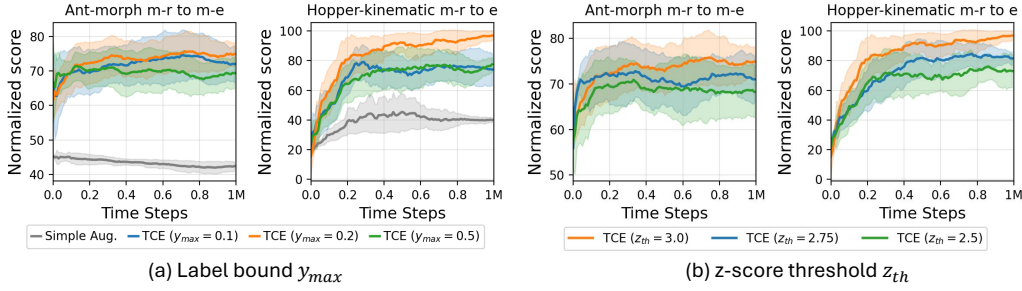 Ant-morph m-r to m-e
Normalized score
80
70
60
50
40
0.0 0.2 0.4 0.6 0.8 1M
Time Steps
Hopper-kinematic m-r to e
Normalized score
100
80
60
40
20
0
0.0 0.2 0.4 0.6 0.8 1M
Time Steps
Simple Aug. TCE (y_max = 0.1) TCE (y_max = 0.2) TCE (y_max = 0.5)
(a) Label bound y_max
Ant-morph m-r to m-e
Normalized score
80
70
60
50
0.0 0.2 0.4 0.6 0.8 1M
Time Steps
Hopper-kinematic m-r to e
Normalized score
100
80
60
40
20
0
0.0 0.2 0.4 0.6 0.8 1M
Time Steps
TCE (z_th = 3.0) TCE (z_th = 2.75) TCE (z_th = 2.5)
(b) z-score threshold z_th